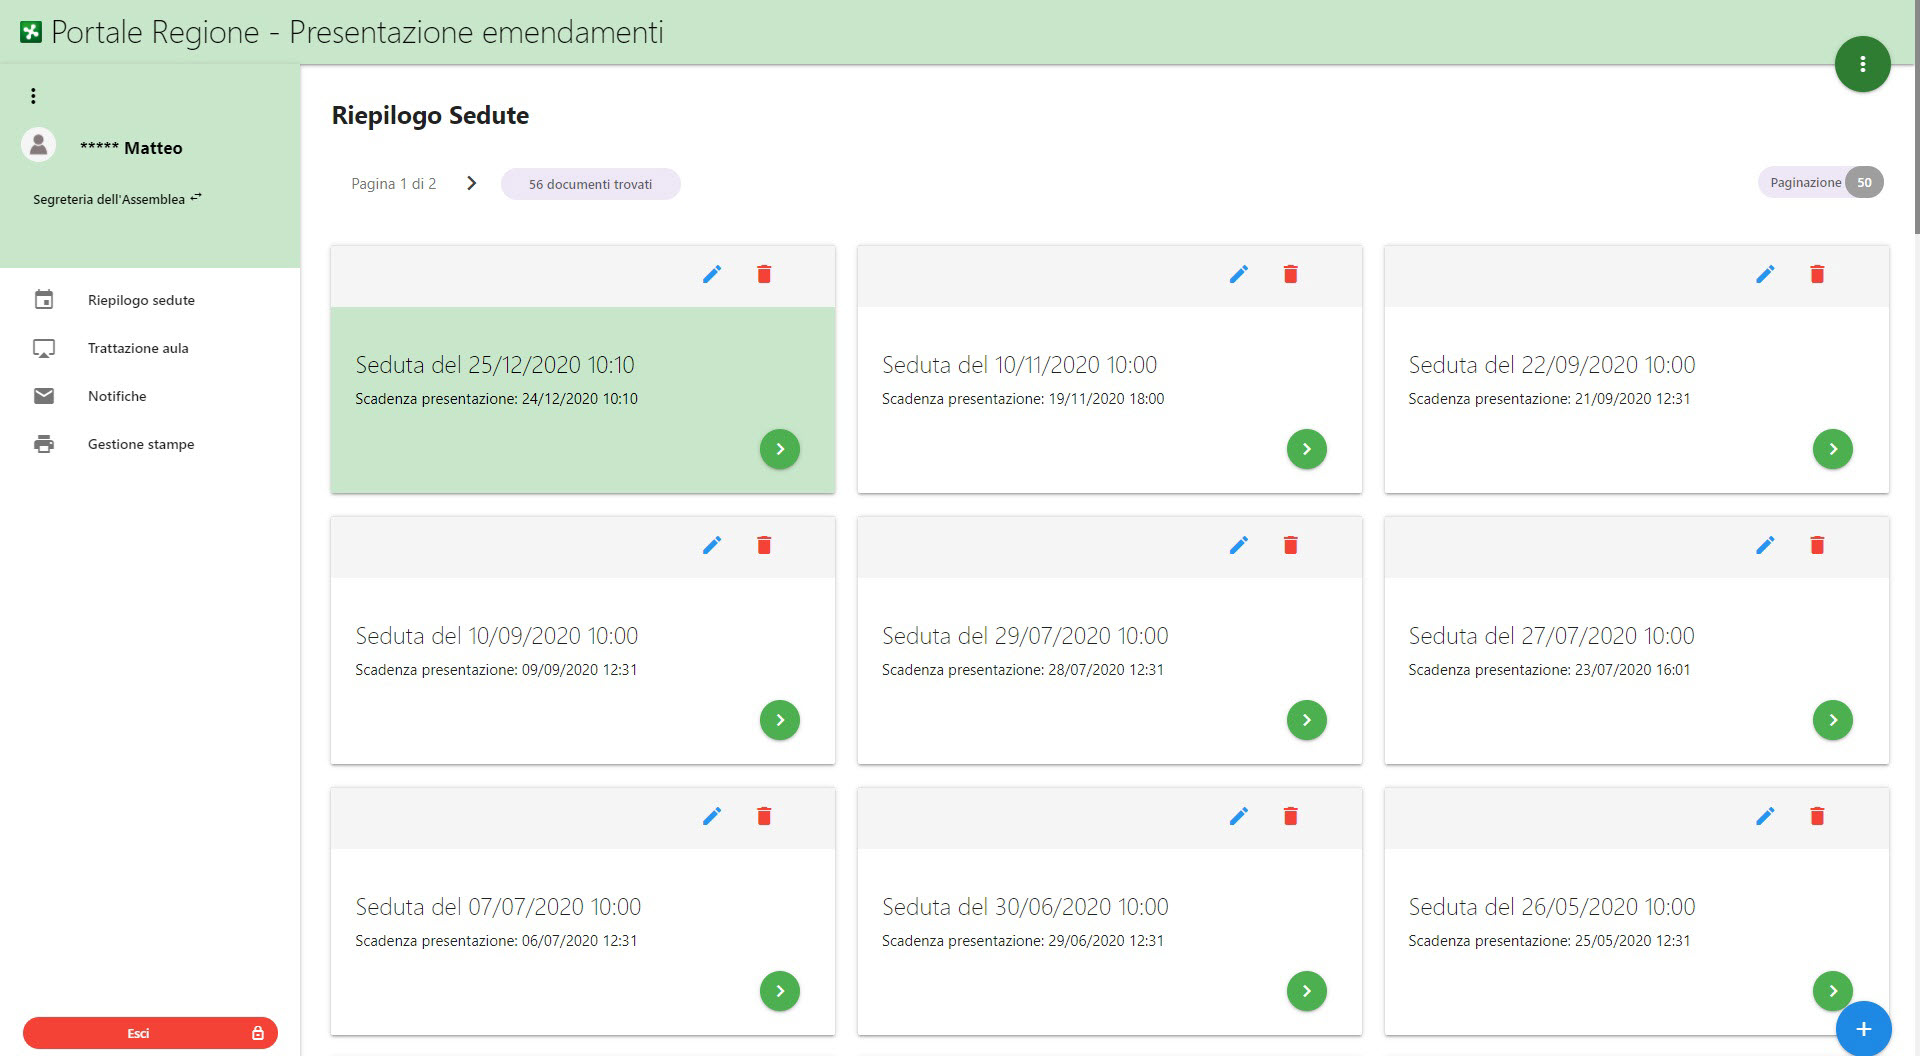 Portale Regione - Presentazione emendamenti
***** Matteo
Segreteria dell'Assemblea
Riepilogo sedute
Trattazione aula
Notifiche
Gestione stampe
Esci
Riepilogo Sedute
Pagina 1 di 2
56 documenti trovati
Paginazione 50
Seduta del 25/12/2020 10:10
Scadenza presentazione: 24/12/2020 10:10
Seduta del 10/11/2020 10:00
Scadenza presentazione: 19/11/2020 18:00
Seduta del 22/09/2020 10:00
Scadenza presentazione: 21/09/2020 12:31
Seduta del 10/09/2020 10:00
Scadenza presentazione: 09/09/2020 12:31
Seduta del 29/07/2020 10:00
Scadenza presentazione: 28/07/2020 12:31
Seduta del 27/07/2020 10:00
Scadenza presentazione: 23/07/2020 16:01
Seduta del 07/07/2020 10:00
Scadenza presentazione: 06/07/2020 12:31
Seduta del 30/06/2020 10:00
Scadenza presentazione: 29/06/2020 12:31
Seduta del 26/05/2020 10:00
Scadenza presentazione: 25/05/2020 12:31